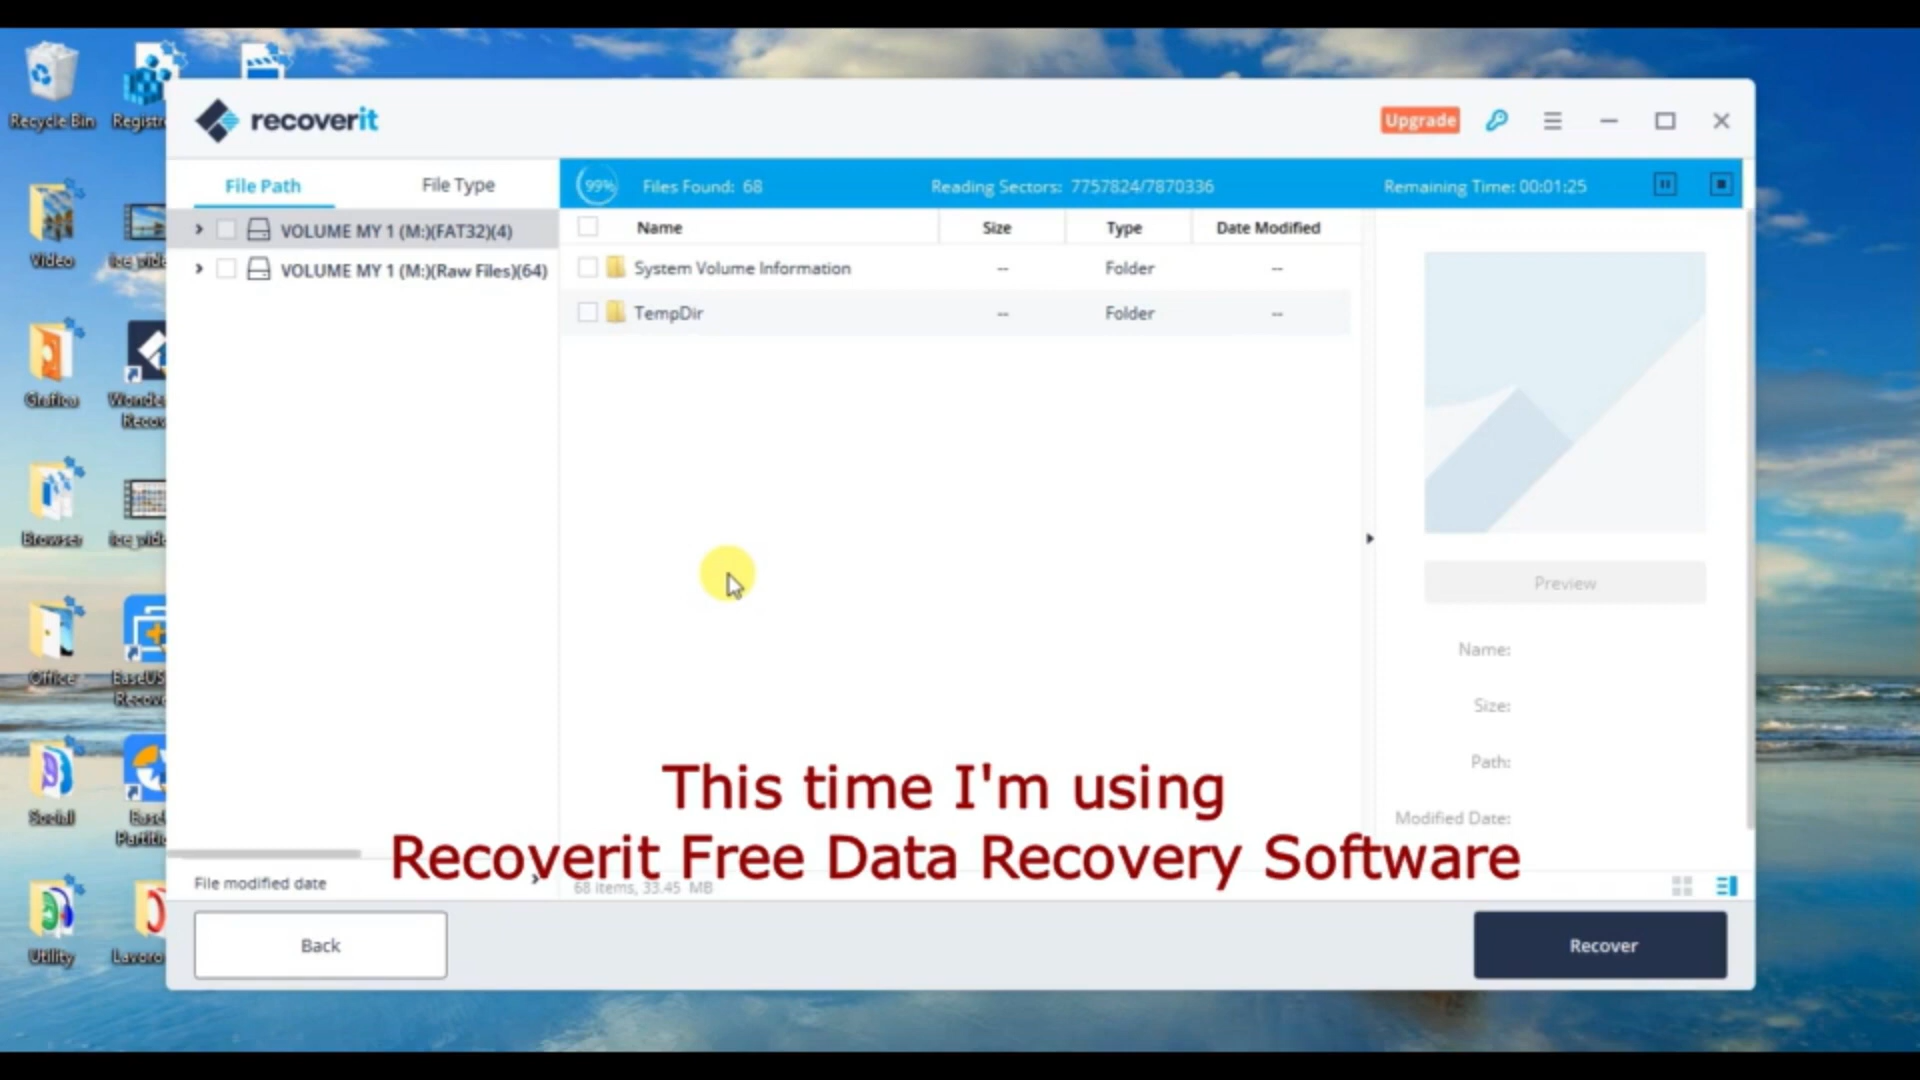 recoverit
Upgrade
File Path
File Type
99%
Files Found: 68
Reading Sectors: 7757824/7870336
Remaining Time: 00:01:25
VOLUME MY 1 (M:)(FAT32)(4)
VOLUME MY 1 (M:)(Raw Files)(64)
Name
Size
Type
Date Modified
System Volume Information
--
Folder
--
TempDir
--
Folder
--
Preview
Name:
Size:
Path:
Modified Date:
This time I'm using
Recoverit Free Data Recovery Software
File modified date
68 items, 33.45 MB
Back
Recover
Recycle Bin
Video
Grafica
Browser
Office
Social
Utility
Lavoro